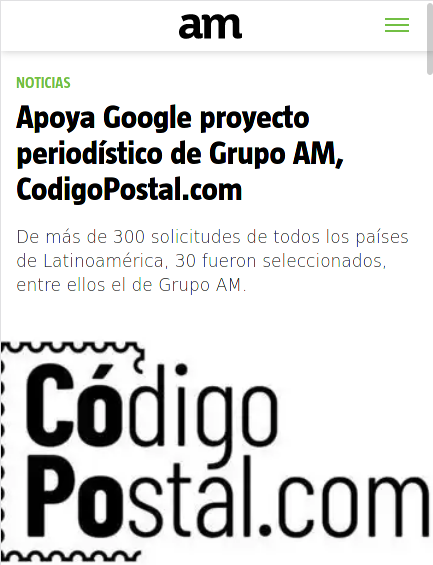 am
NOTICIAS
Apoya Google proyecto
periodístico de Grupo AM,
CodigoPostal.com
De más de 300 solicitudes de todos los países
de Latinoamérica, 30 fueron seleccionados,
entre ellos el de Grupo AM.
Código
Postal.com